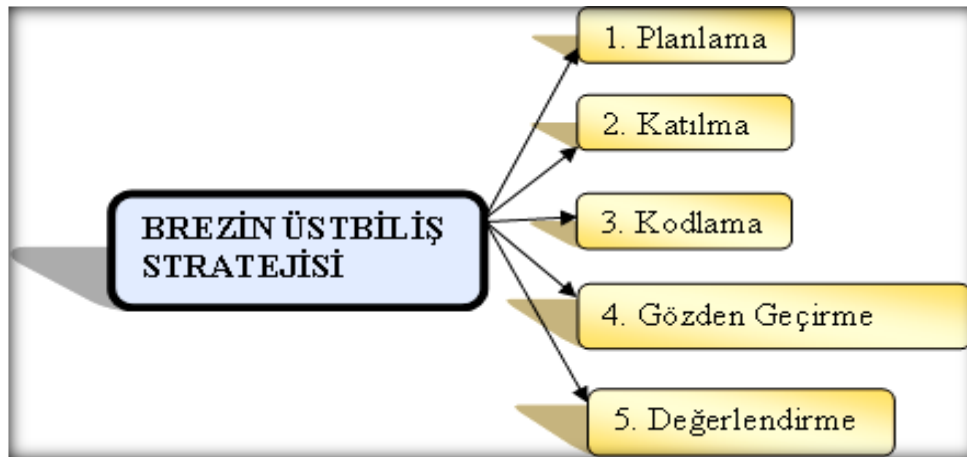 1. Planlama
2. Katılma
BREZİN ÜSTBİLİŞ
STRATEJİSİ
3. Kodlama
4. Gözden Geçirme
5. Değerlendirme